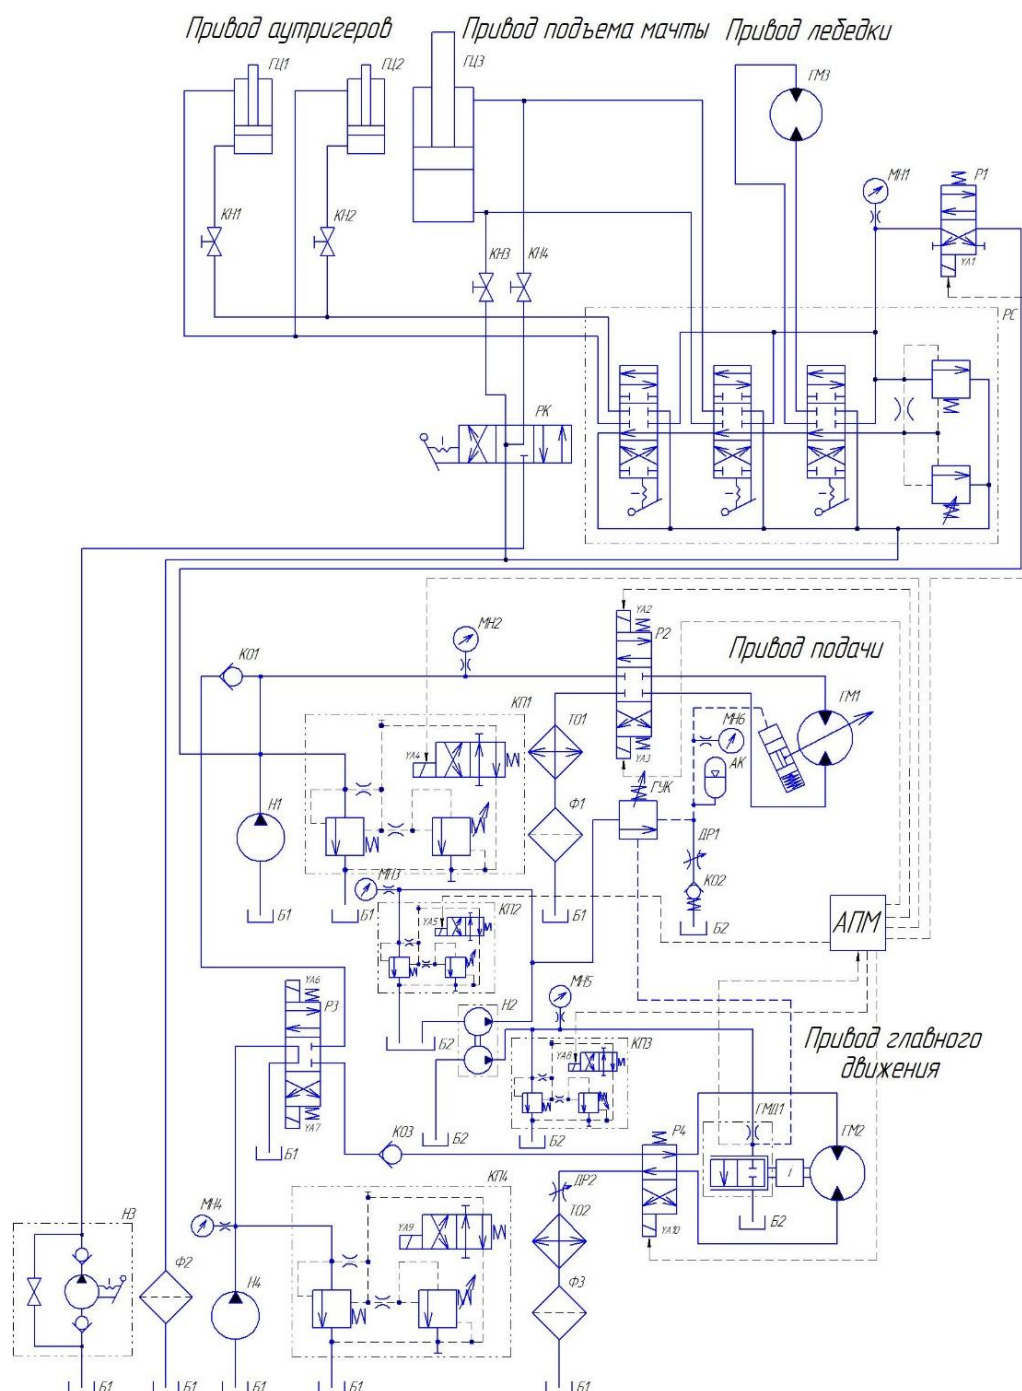 Привод аутригеров Привод подъема мачты Привод лебедки
ГЦ1 ГЦ2 ГЦ3 ГМ3
МН1 Р1
КН1 КН2
КН3 КН4
YA1
РС
РК
YA2
МН2 Р2
КО1 Привод подачи
КП1 ТО1 ГМ1
МН6
YA4 YA3 АК
ГУК
Н1 Ф1 ДР1
МН3 КО2
Б1 Б1 КП2 Б1 Б2
YA5 АПМ
YA6 Н2 МН5
Р3
Б2 КП3 Привод главного
движения
YA8
YA7 ГМД1
КО3 Б2 Б2 Р4 ГМ2
Б1
КП4 ДР2 i
МН4 ТО2 Б2
Н3 YA9 YA10
Ф2 Н4 Ф3
Б1 Б1 Б1 Б1 Б1